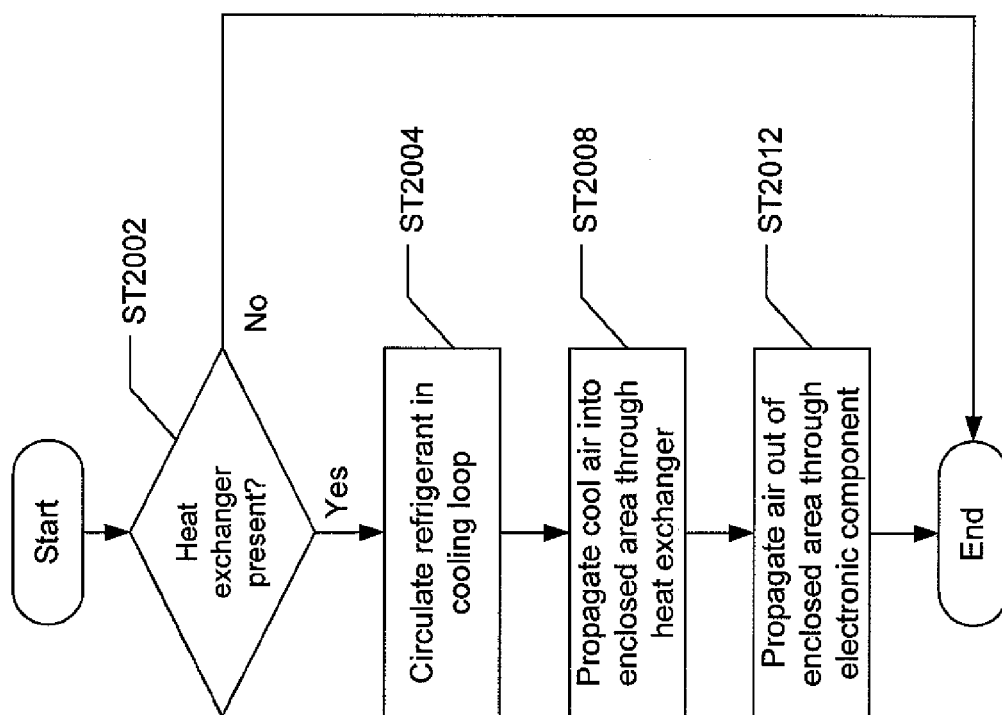 Start
ST2002
Heat
exchanger
present?
No
Yes
ST2004
Circulate refrigerant in
cooling loop
ST2008
Propagate cool air into
enclosed area through
heat exchanger
ST2012
Propagate air out of
enclosed area through
electronic component
End